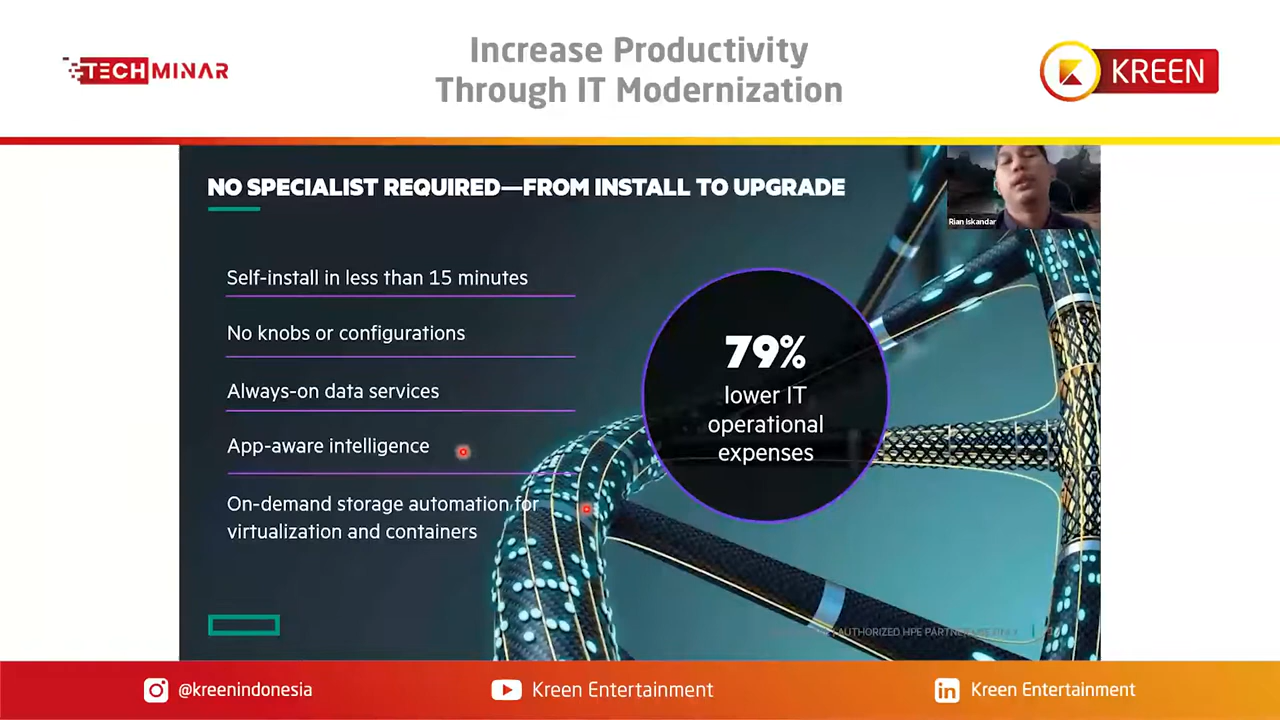 TECHMINAR
Increase Productivity
Through IT Modernization
KREEN
NO SPECIALIST REQUIRED—FROM INSTALL TO UPGRADE
Rian Iskandar
Self-install in less than 15 minutes
No knobs or configurations
Always-on data services
App-aware intelligence
On-demand storage automation for
virtualization and containers
79%
lower IT
operational
expenses
AUTHORIZED HPE PARTNER
@kreenindonesia
Kreen Entertainment
Kreen Entertainment